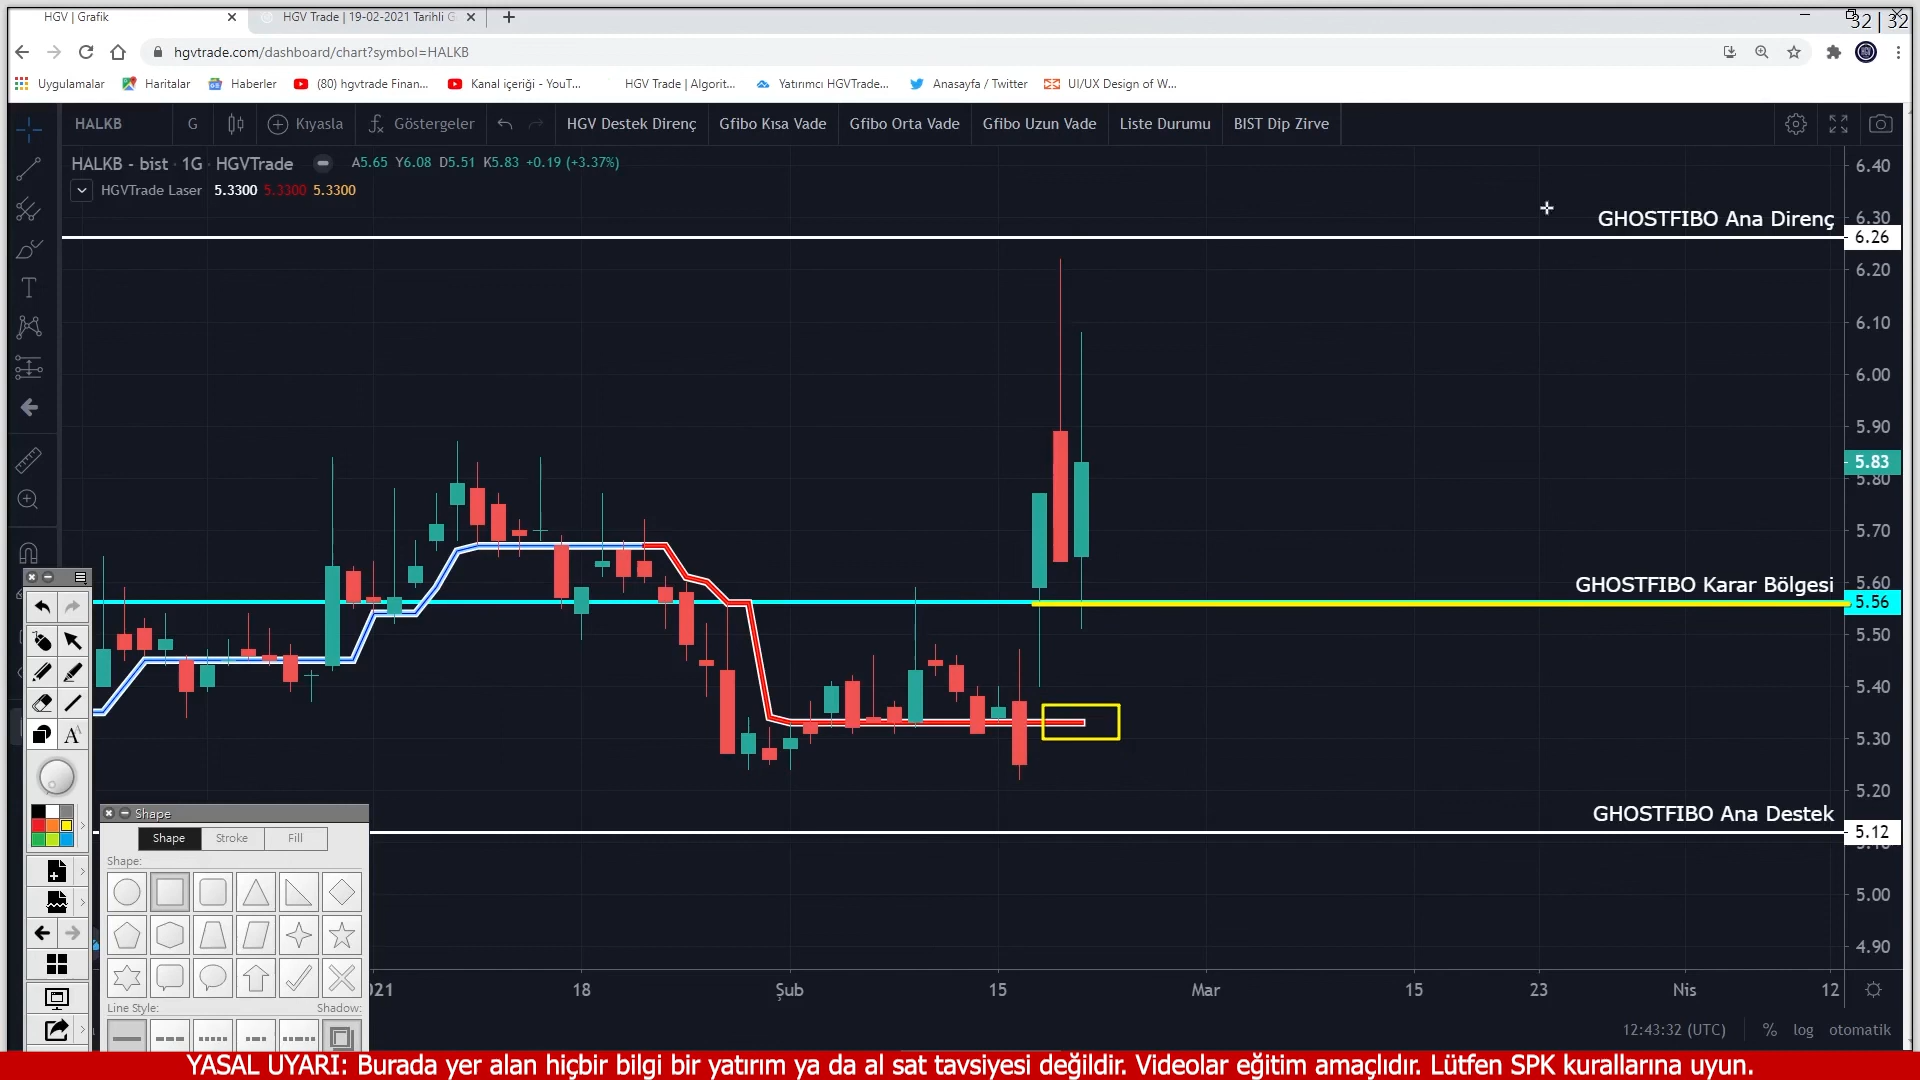 HGV | Grafik
HGV Trade | 19-02-2021 Tarihli G
32 | 32
hgvtrade.com/dashboard/chart?symbol=HALKB
Uygulamalar Haritalar Haberler (80) hgvtrade Finan... Kanal içeriği - YouT... HGV Trade | Algorit... Yatırımcı HGVTrade... Anasayfa / Twitter UI/UX Design of W...
HALKB G Kıyasla Göstergeler HGV Destek Direnç Gfibo Kısa Vade Gfibo Orta Vade Gfibo Uzun Vade Liste Durumu BIST Dip Zirve
HALKB - bist · 1G · HGVTrade A5.65 Y6.08 D5.51 K5.83 +0.19 (+3.37%)
HGVTrade Laser 5.3300 5.3300 5.3300
6.40
GHOSTFIBO Ana Direnç 6.30
6.26
6.20
6.10
6.00
5.90
5.83
5.80
5.70
GHOSTFIBO Karar Bölgesi 5.60
5.56
5.50
5.40
5.30
5.20
GHOSTFIBO Ana Destek
5.12
5.10
5.00
4.90
Shape
Shape Stroke Fill
Shape:
Line Style: Shadow:
021 18 Şub 15 Mar 15 23 Nis 12
12:43:32 (UTC) % log otomatik
YASAL UYARI: Burada yer alan hiçbir bilgi bir yatırım ya da al sat tavsiyesi değildir. Videolar eğitim amaçlıdır. Lütfen SPK kurallarına uyun.